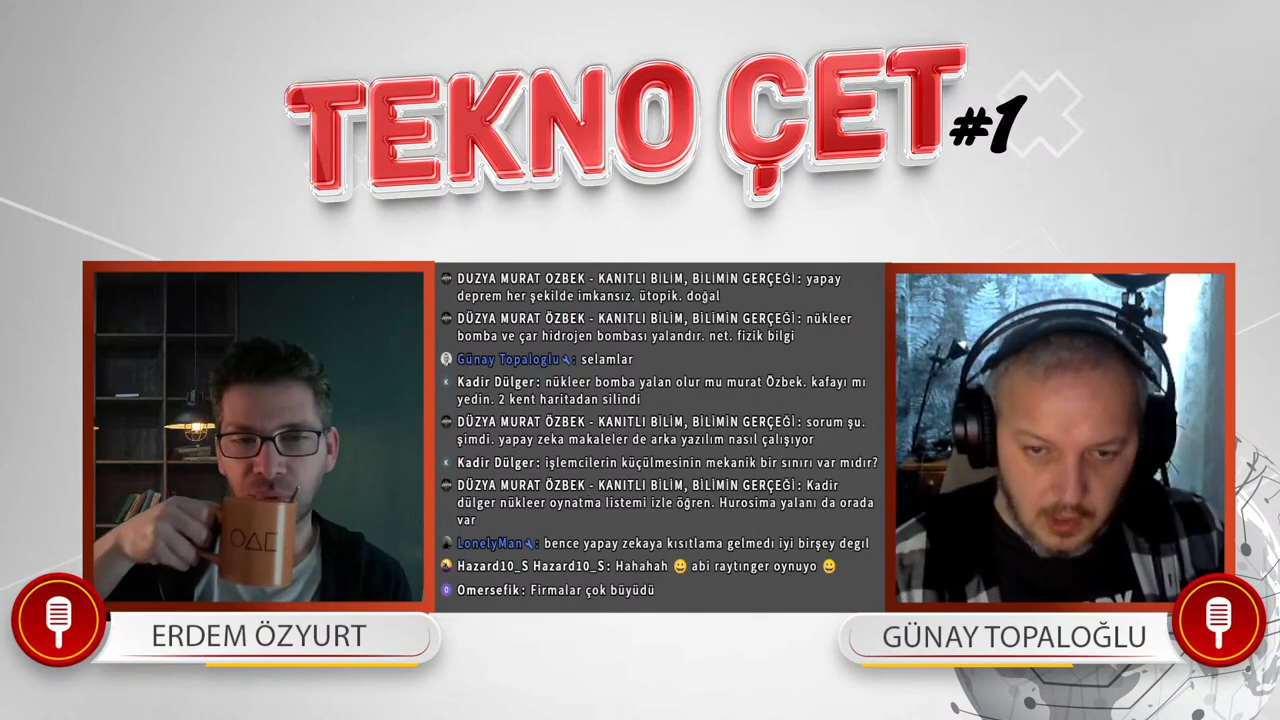 TEKNO ÇET
#1
DÜZYA MURAT ÖZBEK - KANITLI BİLİM, BİLİMİN GERÇEĞİ: yapay
deprem her şekilde imkansız. ütopik. doğal
DÜZYA MURAT ÖZBEK - KANITLI BİLİM, BİLİMİN GERÇEĞİ: nükleer
bomba ve çar hidrojen bombası yalandır. net. fizik bilgi
Günay Topaloglu: selamlar
Kadir Dülger: nükleer bomba yalan olur mu murat Özbek. kafayı mı
yedin. 2 kent haritadan silindi
DÜZYA MURAT ÖZBEK - KANITLI BİLİM, BİLİMİN GERÇEĞİ: sorum şu.
şimdi. yapay zeka makaleler de arka yazılım nasıl çalışıyor
Kadir Dülger: işlemcilerin küçülmesinin mekanik bir sınırı var mıdır?
DÜZYA MURAT ÖZBEK - KANITLI BİLİM, BİLİMİN GERÇEĞİ: Kadir
dülger nükleer oynatma listemi izle öğren. Hurosima yalanı da orada
var
LonelyMan: bence yapay zekaya kısıtlama gelmedı iyi birşey degıl
Hazard10_S Hazard10_S: Hahahah 😀 abi raytınger oynuyo 😀
Omersefik: Firmalar çok büyüdü
ERDEM ÖZYURT
GÜNAY TOPALOĞLU